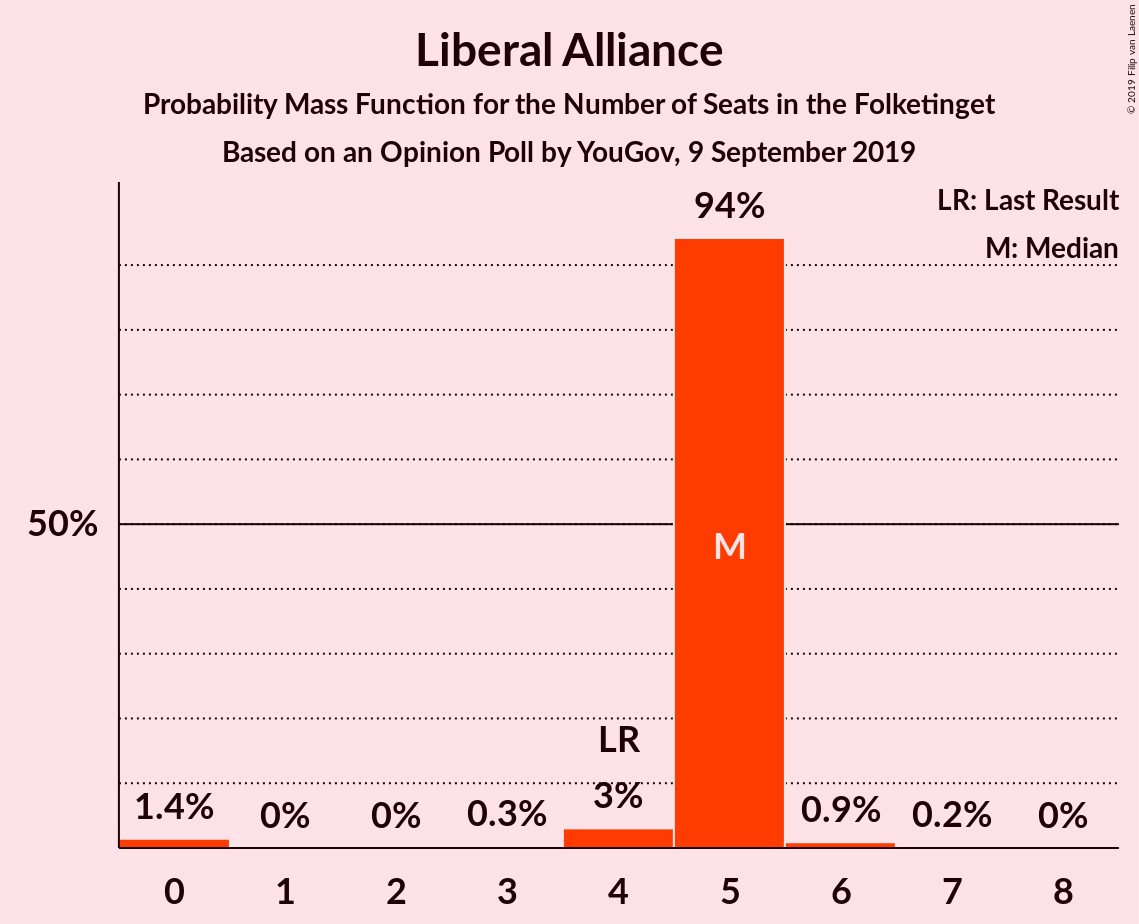 Liberal Alliance
Probability Mass Function for the Number of Seats in the Folketinget
Based on an Opinion Poll by YouGov, 9 September 2019
© 2019 Filip van Laenen
LR: Last Result
M: Median
94%
50%
M
LR
1.4%
0%
0%
0.3%
3%
0.9%
0.2%
0%
0
1
2
3
4
5
6
7
8